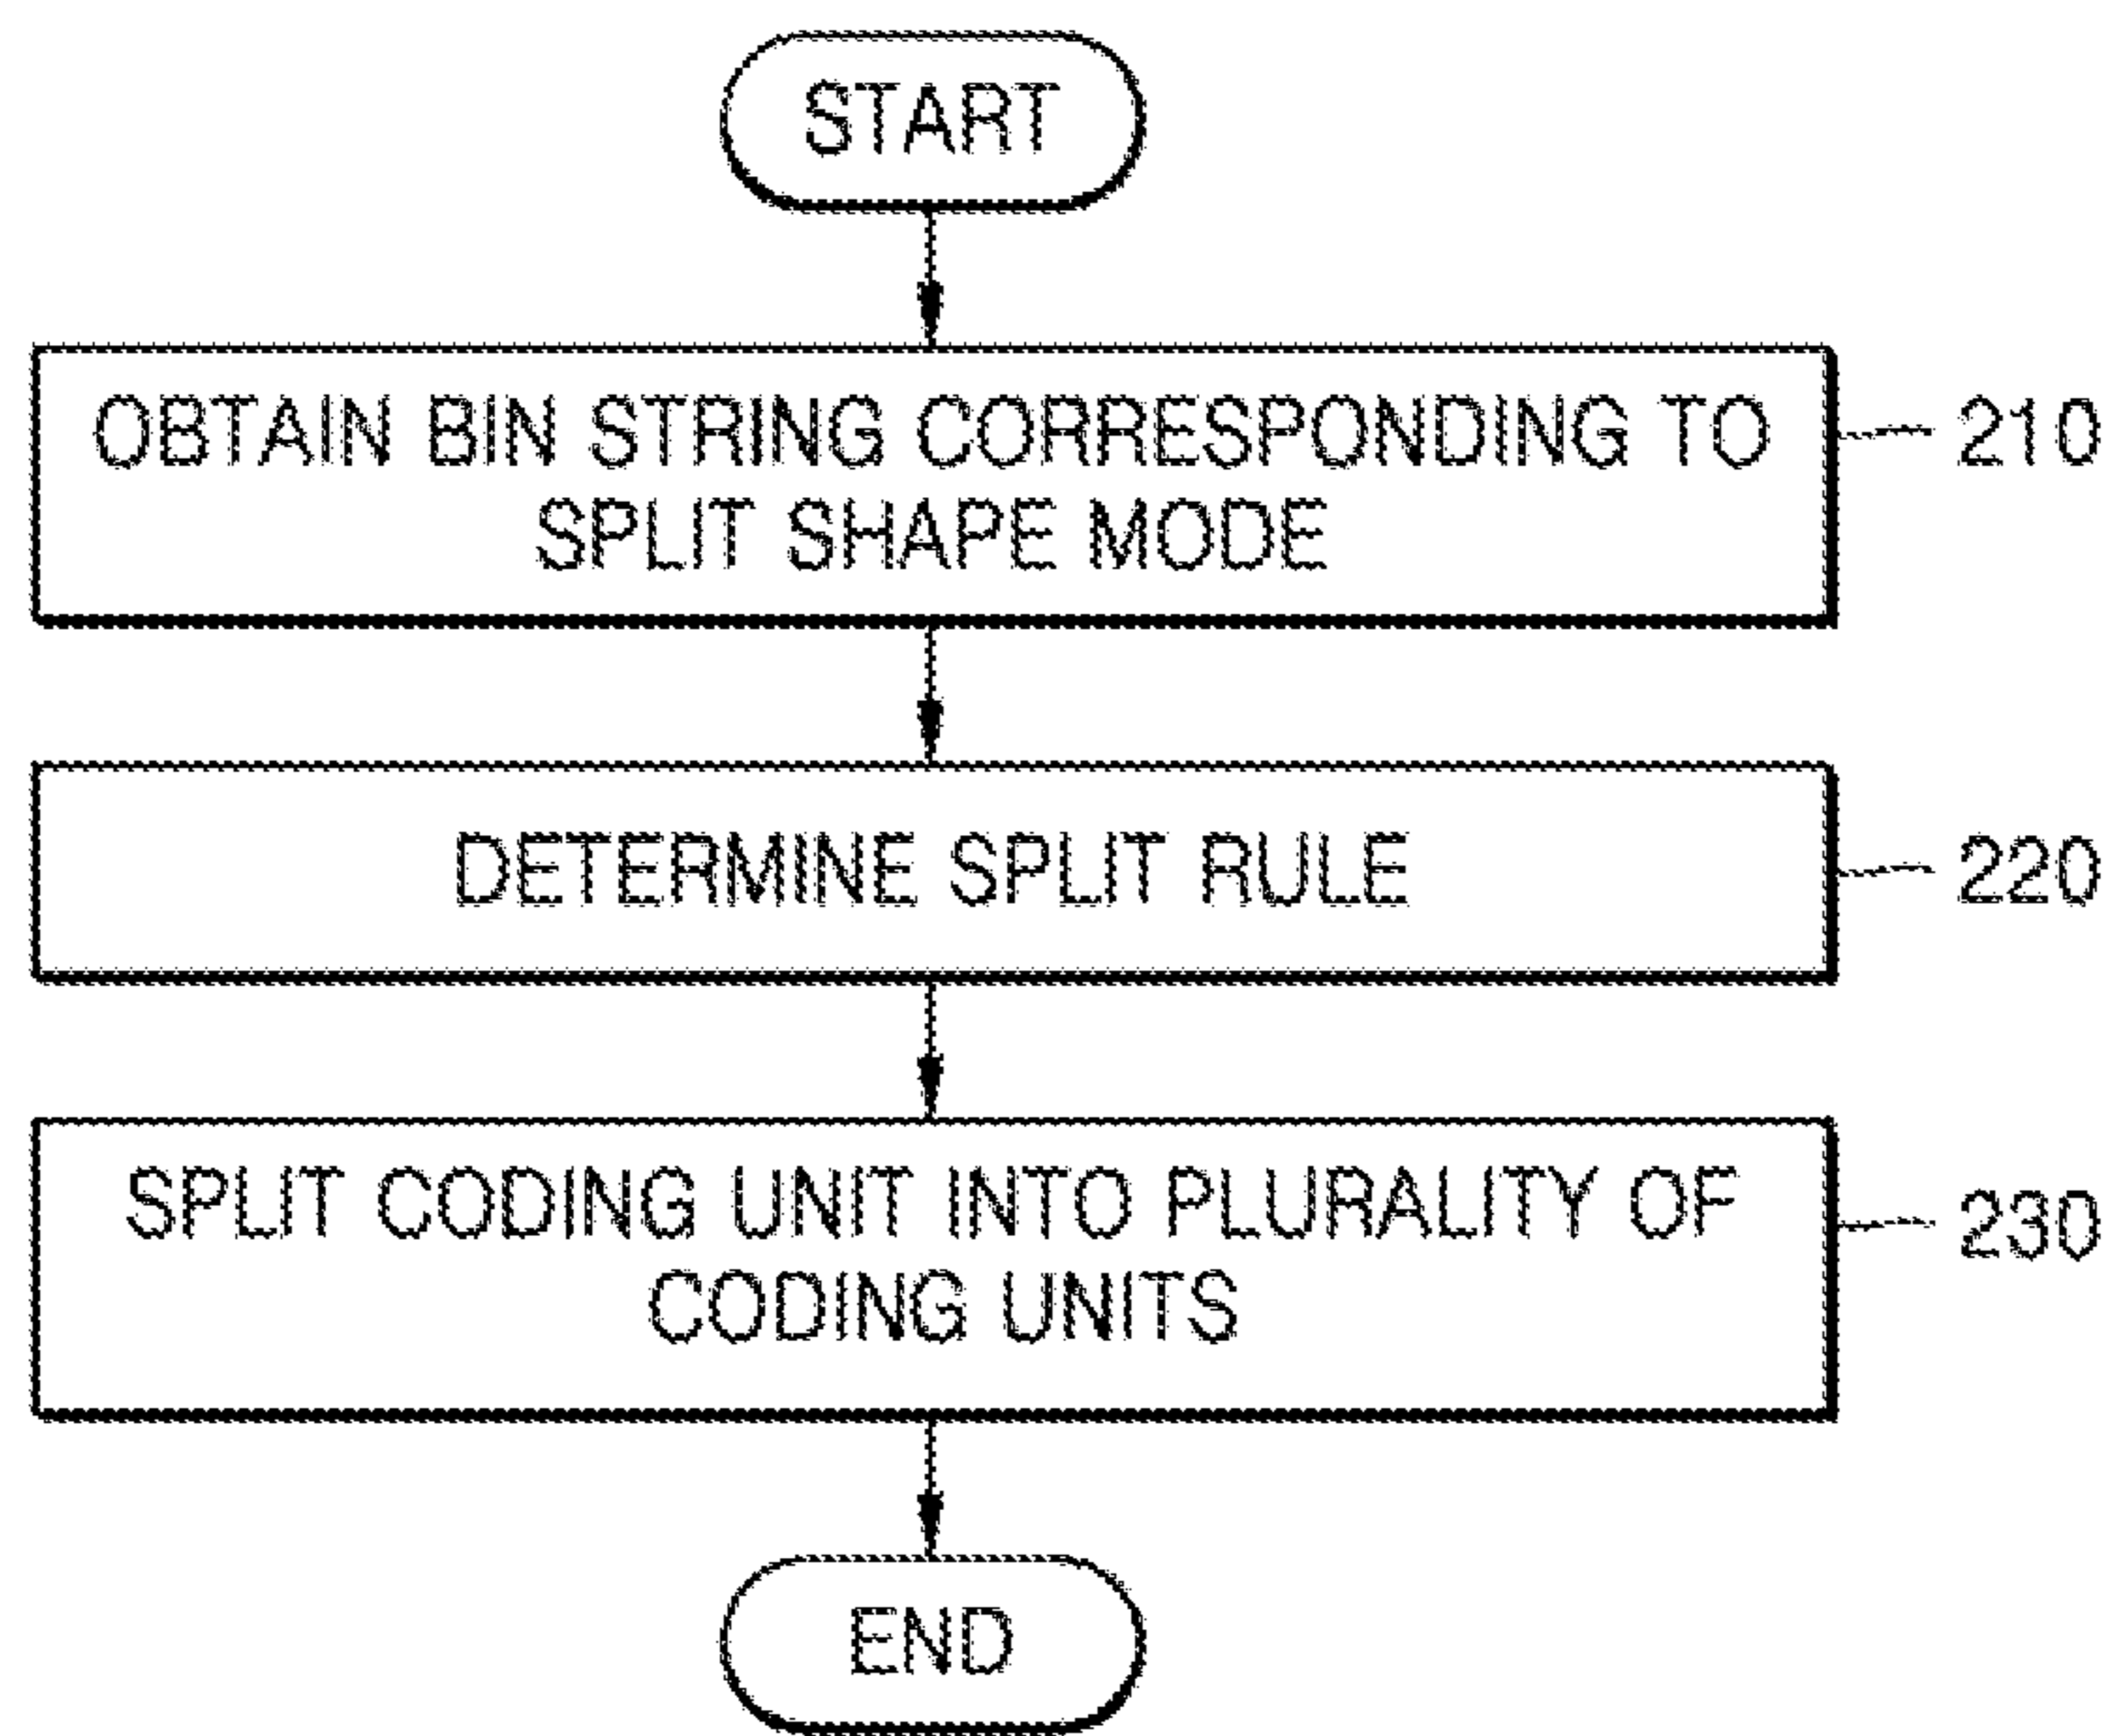 START
OBTAIN BIN STRING CORRESPONDING TO
SPLIT SHAPE MODE
210
DETERMINE SPLIT RULE
220
SPLIT CODING UNIT INTO PLURALITY OF
CODING UNITS
230
END